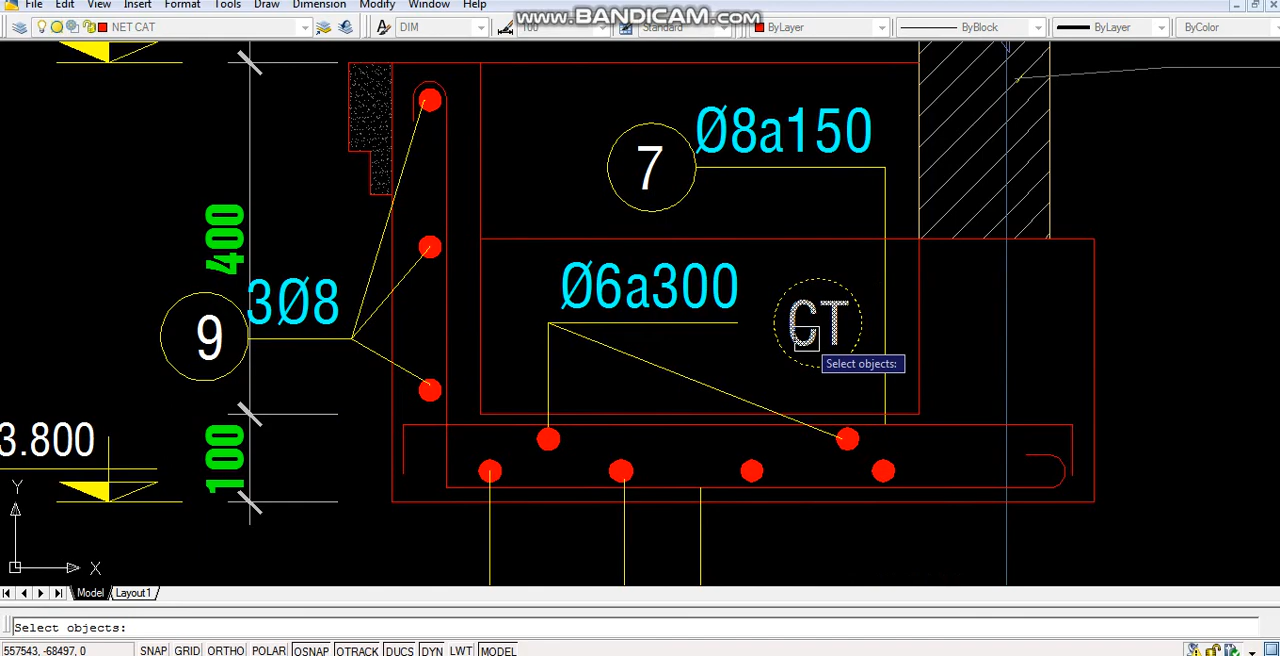 File Edit View Insert Format Tools Draw Dimension Modify Window Help
www.BANDICAM.com
NET CAT DIM 100 Standard ByLayer ByBlock ByLayer ByColor
Ø8a150
7
400
Ø6a300
3Ø8
9
CT
Select objects:
3.800
100
Y
X
Model Layout1
Select objects:
557543, -68497, 0 SNAP GRID ORTHO POLAR OSNAP OTRACK DUCS DYN LWT MODEL